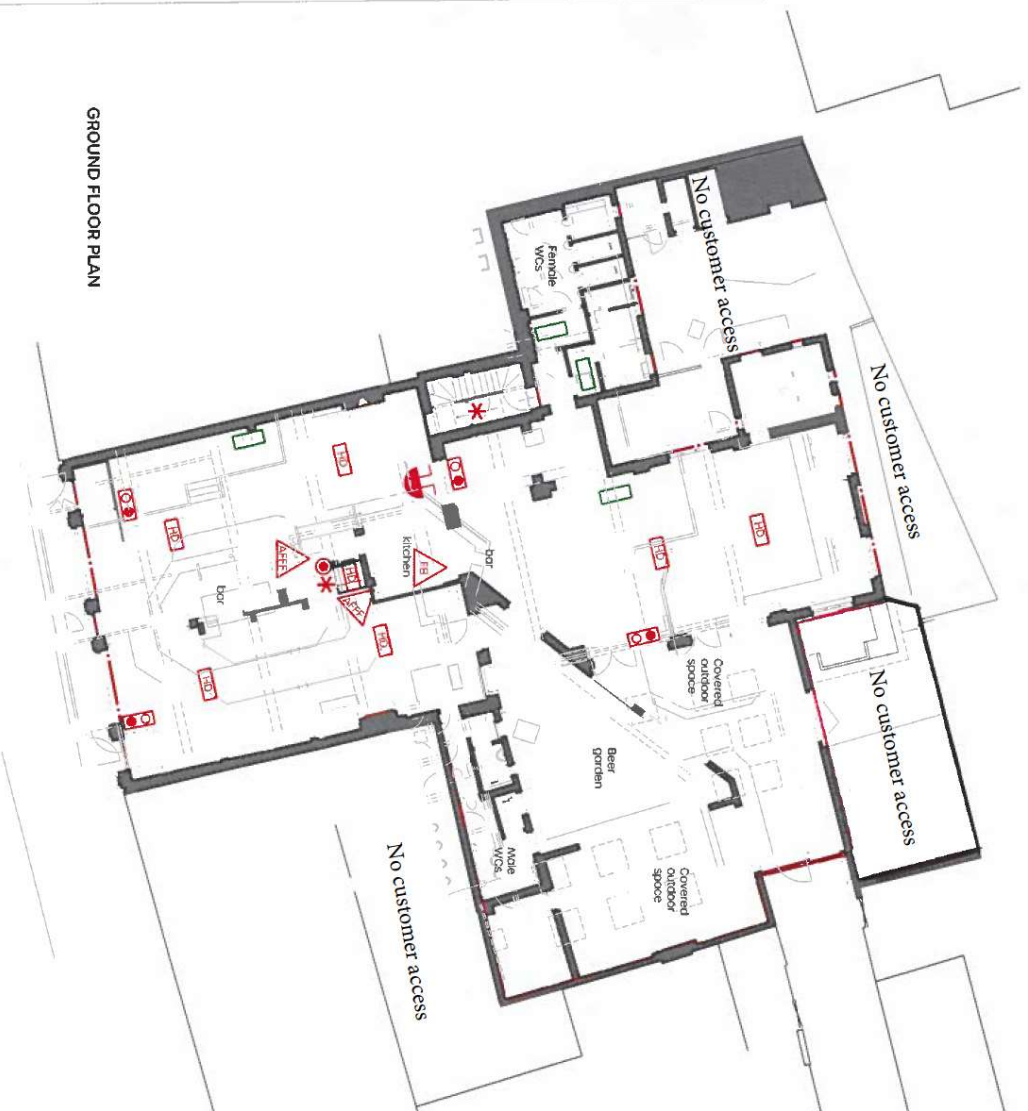 GROUND FLOOR PLAN
No customer access
No customer access
No customer access
No customer access
Female
WCs
HD
HD
HD
HD
HD
HD
HD
AFFF
AFFF
FB
kitchen
bar
bar
Covered
outdoor
space
Beer
garden
Covered
outdoor
space
Male
WCs